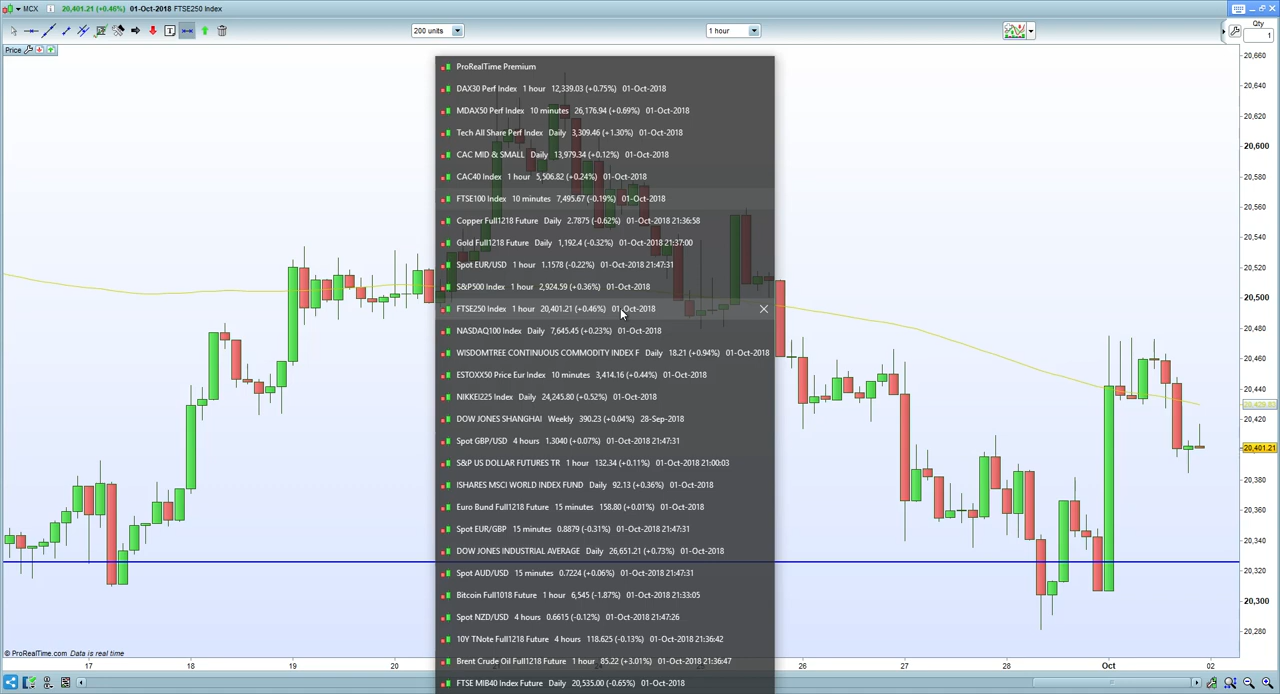 MCX 20,401.21 (+0.46%) 01-Oct-2018 FTSE250 Index
200 units
1 hour
Qty
1
Price
ProRealTime Premium
DAX30 Perf Index 1 hour 12,339.03 (+0.75%) 01-Oct-2018
MDAX50 Perf Index 10 minutes 26,176.94 (+0.69%) 01-Oct-2018
Tech All Share Perf Index Daily 3,309.46 (+1.30%) 01-Oct-2018
CAC MID & SMALL Daily 13,979.34 (+0.12%) 01-Oct-2018
CAC40 Index 1 hour 5,506.82 (+0.24%) 01-Oct-2018
FTSE100 Index 10 minutes 7,495.67 (-0.19%) 01-Oct-2018
Copper Full1218 Future Daily 2.7875 (-0.62%) 01-Oct-2018 21:36:58
Gold Full1218 Future Daily 1,192.4 (-0.32%) 01-Oct-2018 21:37:00
Spot EUR/USD 1 hour 1.1578 (-0.22%) 01-Oct-2018 21:47:31
S&P500 Index 1 hour 2,924.59 (+0.36%) 01-Oct-2018
FTSE250 Index 1 hour 20,401.21 (+0.46%) 01-Oct-2018
NASDAQ100 Index Daily 7,645.45 (+0.23%) 01-Oct-2018
WISDOMTREE CONTINUOUS COMMODITY INDEX F Daily 18.21 (+0.94%) 01-Oct-2018
ESTOXX50 Price Eur Index 10 minutes 3,414.16 (+0.44%) 01-Oct-2018
NIKKEI225 Index Daily 24,245.80 (+0.52%) 01-Oct-2018
DOW JONES SHANGHAI Weekly 390.23 (+0.04%) 28-Sep-2018
Spot GBP/USD 4 hours 1.3040 (+0.07%) 01-Oct-2018 21:47:31
S&P US DOLLAR FUTURES TR 1 hour 132.34 (+0.11%) 01-Oct-2018 21:00:03
ISHARES MSCI WORLD INDEX FUND Daily 92.13 (+0.36%) 01-Oct-2018
Euro Bund Full1218 Future 15 minutes 158.80 (+0.01%) 01-Oct-2018
Spot EUR/GBP 15 minutes 0.8879 (-0.31%) 01-Oct-2018 21:47:31
DOW JONES INDUSTRIAL AVERAGE Daily 26,651.21 (+0.73%) 01-Oct-2018
Spot AUD/USD 15 minutes 0.7224 (+0.06%) 01-Oct-2018 21:47:31
Bitcoin Full1018 Future 1 hour 6,545 (-1.87%) 01-Oct-2018 21:33:05
Spot NZD/USD 4 hours 0.6615 (-0.12%) 01-Oct-2018 21:47:26
10Y TNote Full1218 Future 4 hours 118.625 (-0.13%) 01-Oct-2018 21:36:42
Brent Crude Oil Full1218 Future 1 hour 85.22 (+3.01%) 01-Oct-2018 21:36:47
FTSE MIB40 Index Future Daily 20,535.00 (-0.65%) 01-Oct-2018
20,660
20,640
20,620
20,600
20,580
20,560
20,540
20,520
20,500
20,480
20,460
20,440
20,420
20,401.21
20,380
20,360
20,340
20,320
20,300
20,280
© ProRealTime.com Data is real time
17
18
19
20
26
27
28
Oct
02